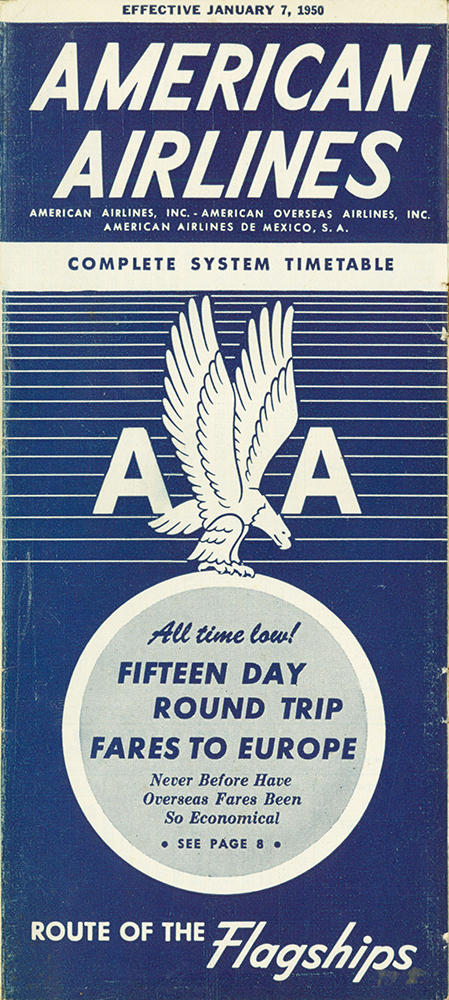 EFFECTIVE JANUARY 7, 1950
AMERICAN
AIRLINES
AMERICAN AIRLINES, INC. - AMERICAN OVERSEAS AIRLINES, INC.
AMERICAN AIRLINES DE MEXICO, S. A.
COMPLETE SYSTEM TIMETABLE
A A
All time low!
FIFTEEN DAY
ROUND TRIP
FARES TO EUROPE
Never Before Have
Overseas Fares Been
So Economical
• SEE PAGE 8 •
ROUTE OF THE Flagships